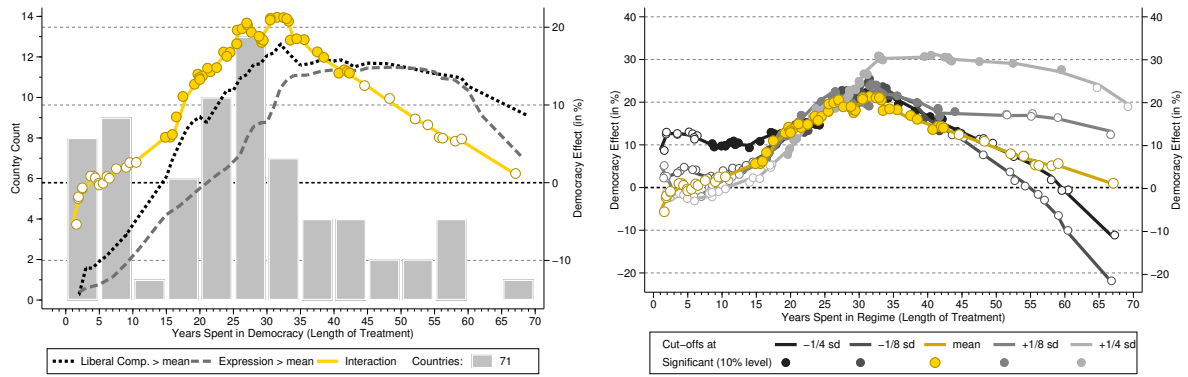 14
12
10
8
6
4
2
0
Country Count
20
10
0
−10
Democracy Effect (in %)
0 5 10 15 20 25 30 35 40 45 50 55 60 65 70
Years Spent in Democracy (Length of Treatment)
Liberal Comp. > mean Expression > mean Interaction Countries: 71
40
30
20
10
0
−10
−20
Democracy Effect (in %)
40
30
20
10
0
−10
−20
Democracy Effect (in %)
0 5 10 15 20 25 30 35 40 45 50 55 60 65 70
Years Spent in Regime (Length of Treatment)
Cut−offs at −1/4 sd −1/8 sd mean +1/8 sd +1/4 sd
Significant (10% level)